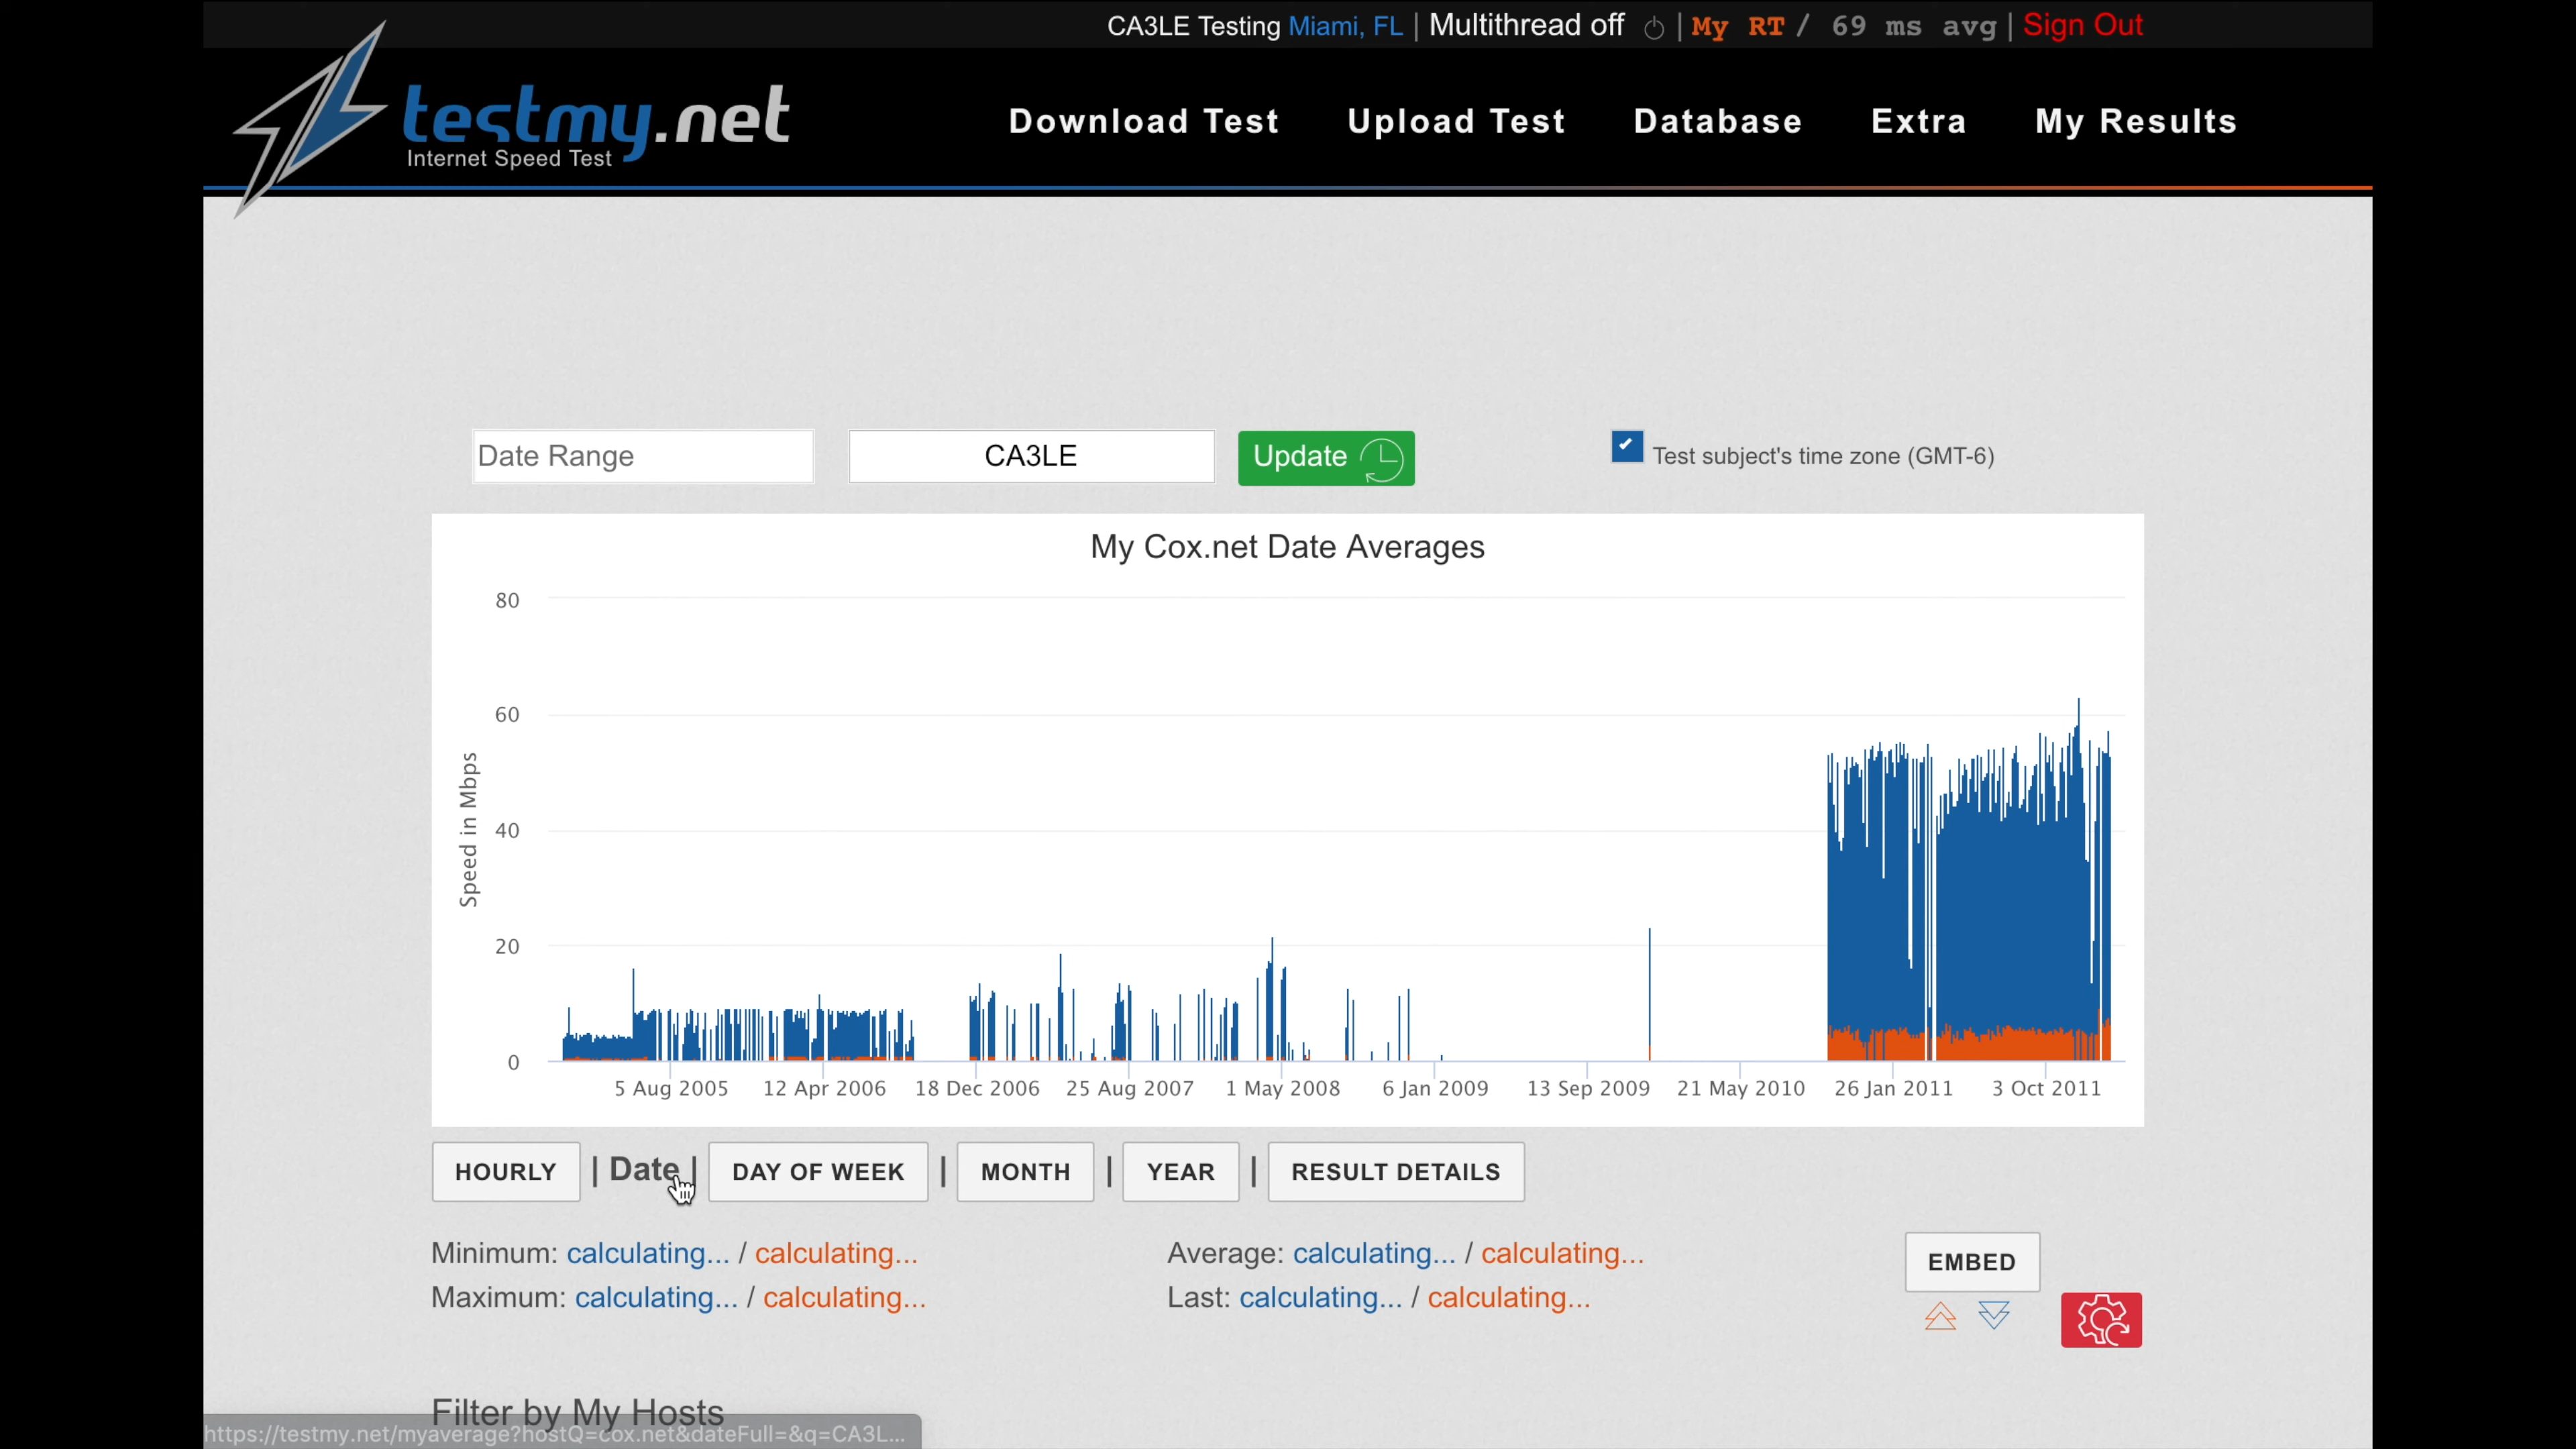 CA3LE Testing Miami, FL | Multithread off | My RT / 69 ms avg | Sign Out
testmy.net
Internet Speed Test
Download Test Upload Test Database Extra My Results
Date Range CA3LE Update Test subject's time zone (GMT-6)
My Cox.net Date Averages
80
60
40
20
0
Speed in Mbps
5 Aug 2005 12 Apr 2006 18 Dec 2006 25 Aug 2007 1 May 2008 6 Jan 2009 13 Sep 2009 21 May 2010 26 Jan 2011 3 Oct 2011
HOURLY | Date | DAY OF WEEK | MONTH | YEAR | RESULT DETAILS
Minimum: calculating... / calculating... Average: calculating... / calculating...
EMBED
Maximum: calculating... / calculating... Last: calculating... / calculating...
Filter by My Hosts
https://testmy.net/myaverage?hostQ=cox.net&dateFull=&q=CA3L...